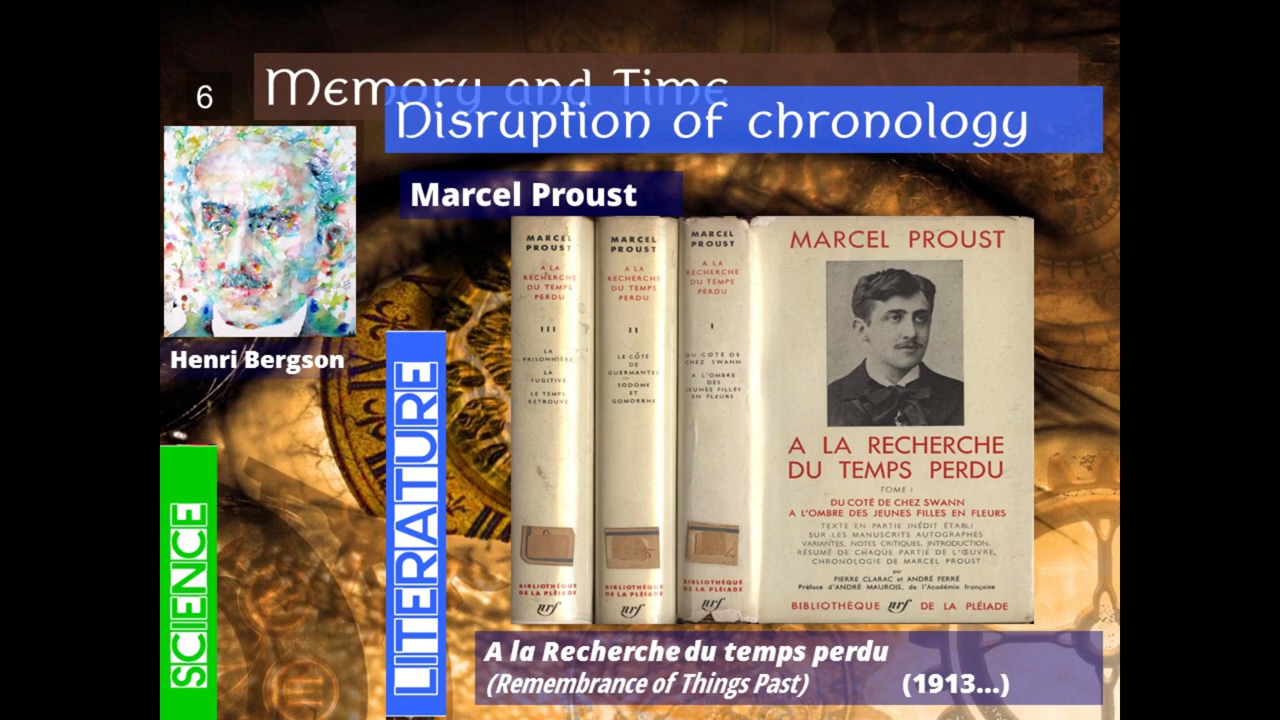 6
Memory and Time
Disruption of chronology
Marcel Proust
Henri Bergson
SCIENCE
LITERATURE
MARCEL
PROUST
A LA
RECHERCHE
DU TEMPS
PERDU
III
LA
PRISONNIÈRE
LA
FUGITIVE
LE TEMPS
RETROUVÉ
BIBLIOTHÈQUE
DE LA PLÉIADE
nrf
MARCEL
PROUST
A LA
RECHERCHE
DU TEMPS
PERDU
II
LE CÔTÉ
DE
GUERMANTES
SODOME
ET
GOMORRHE
BIBLIOTHÈQUE
DE LA PLÉIADE
nrf
MARCEL
PROUST
A LA
RECHERCHE
DU TEMPS
PERDU
I
DU COTÉ DE
CHEZ SWANN
A L'OMBRE
DES
JEUNES FILLES
EN FLEURS
BIBLIOTHÈQUE
DE LA PLÉIADE
nrf
MARCEL PROUST
A LA RECHERCHE
DU TEMPS PERDU
TOME I
DU COTÉ DE CHEZ SWANN
A L'OMBRE DES JEUNES FILLES EN FLEURS
TEXTE EN PARTIE INÉDIT ÉTABLI
SUR LES MANUSCRITS AUTOGRAPHES
VARIANTES, NOTES CRITIQUES, INTRODUCTION,
RÉSUMÉ DE CHAQUE PARTIE DE L'ŒUVRE,
CHRONOLOGIE DE MARCEL PROUST
par
PIERRE CLARAC et ANDRÉ FERRÉ
Préface d'ANDRÉ MAUROIS, de l'Académie française
BIBLIOTHÈQUE nrf DE LA PLÉIADE
A la Recherche du temps perdu
(Remembrance of Things Past) (1913...)